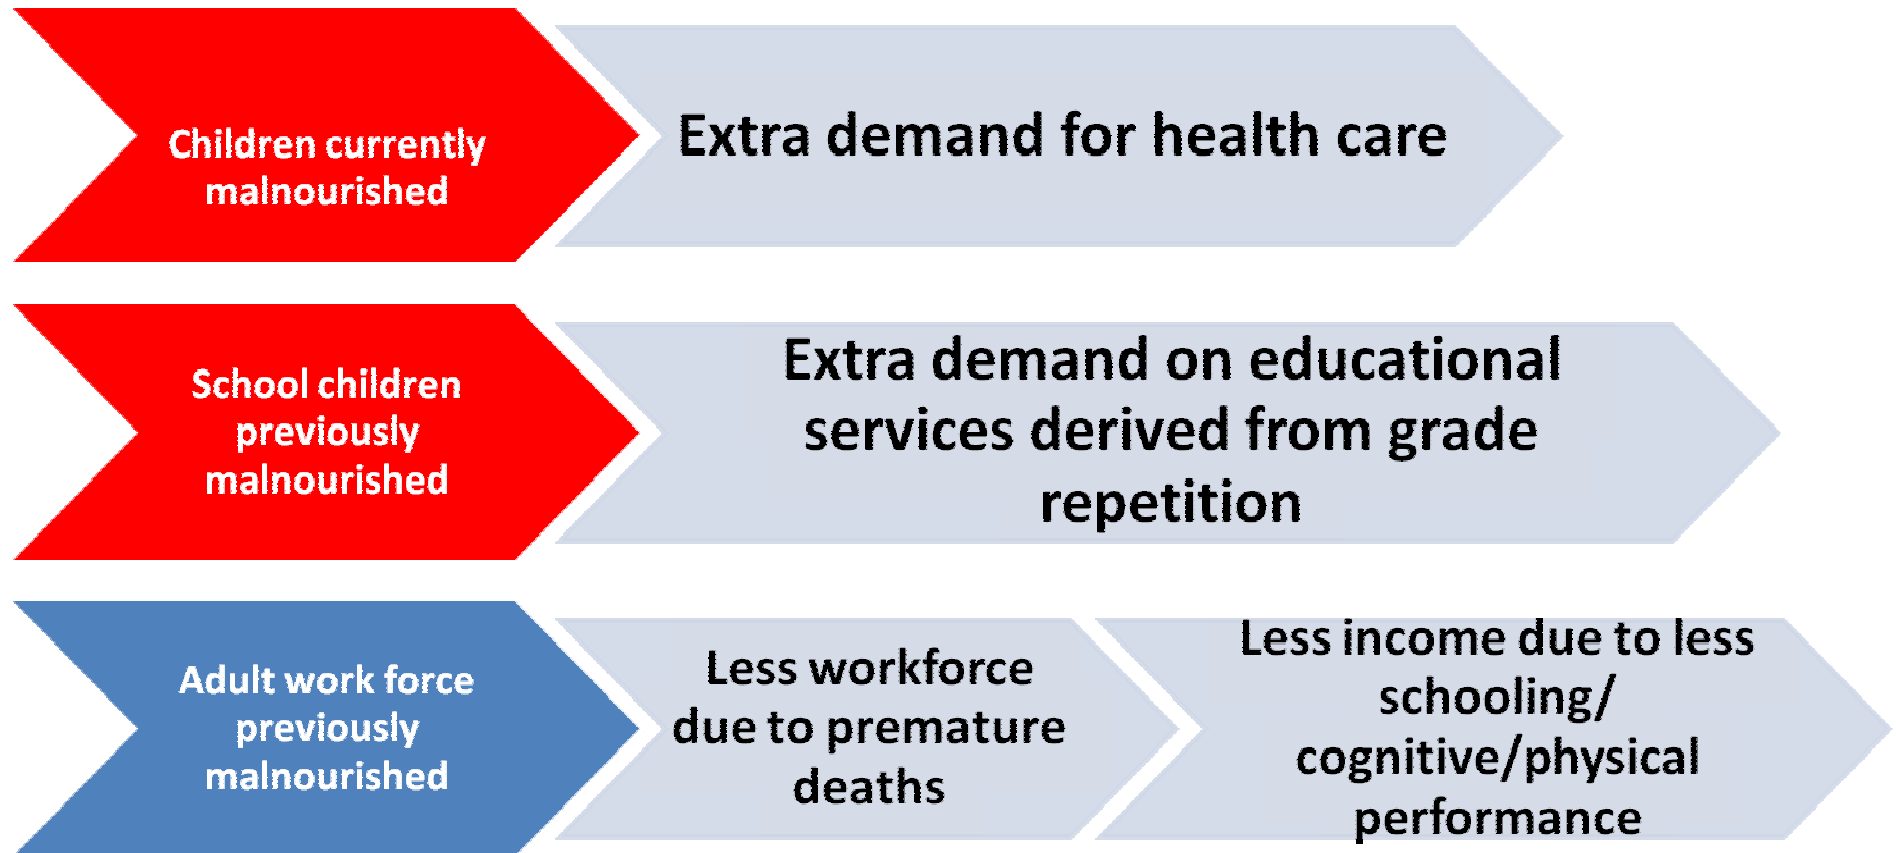 Children currently
malnourished
Extra demand for health care
School children
previously
malnourished
Extra demand on educational
services derived from grade
repetition
Adult work force
previously
malnourished
Less workforce
due to premature
deaths
Less income due to less
schooling/
cognitive/physical
performance